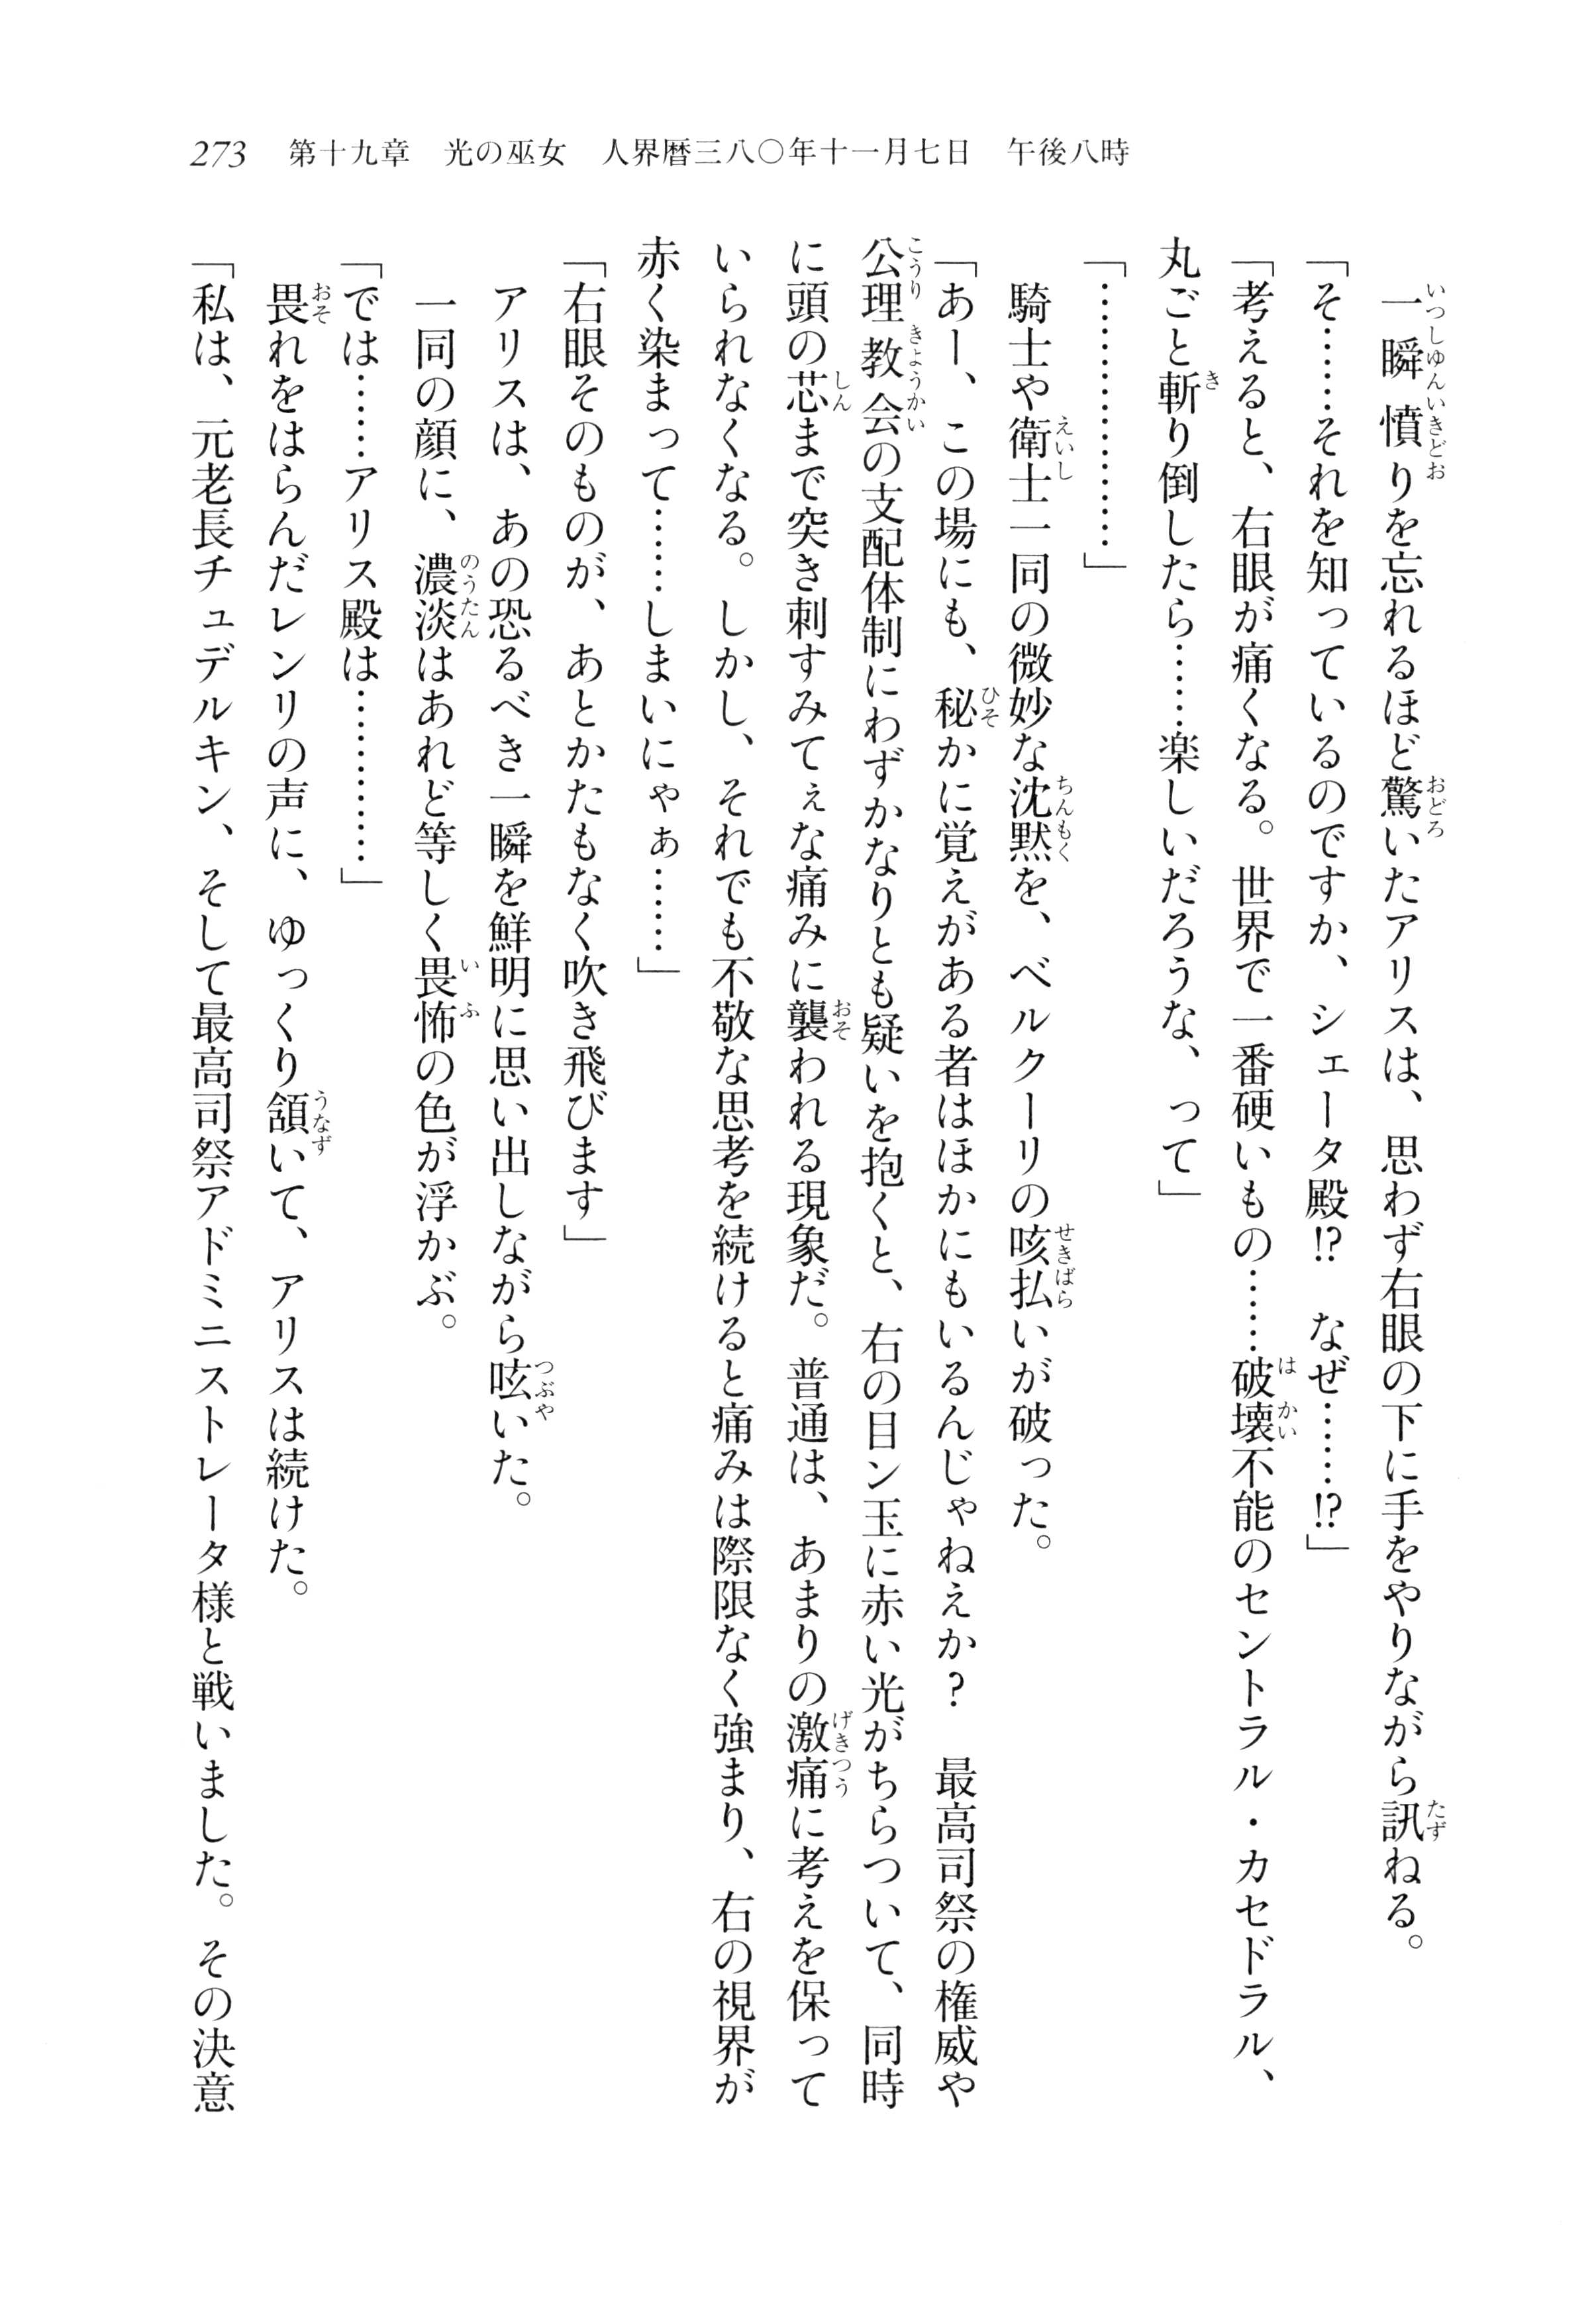 273　第十九章　光の巫女　人界暦三八〇年十一月七日　午後八時
　一瞬憤りを忘れるほど驚いたアリスは、思わず右眼の下に手をやりながら訊ねる。
「そ……それを知っているのですか、シェータ殿!?　なぜ……!?」
「考えると、右眼が痛くなる。世界で一番硬いもの……破壊不能のセントラル・カセドラル、
丸ごと斬り倒したら……楽しいだろうな、って」
「………………」
　騎士や衛士一同の微妙な沈黙を、ベルクーリの咳払いが破った。
「あー、この場にも、秘かに覚えがある者はほかにもいるんじゃねえか？　最高司祭の権威や
公理教会の支配体制にわずかなりとも疑いを抱くと、右の目ン玉に赤い光がちらついて、同時
に頭の芯まで突き刺すみてぇな痛みに襲われる現象だ。普通は、あまりの激痛に考えを保って
いられなくなる。しかし、それでも不敬な思考を続けると痛みは際限なく強まり、右の視界が
赤く染まって……しまいにゃぁ……」
「右眼そのものが、あとかたもなく吹き飛びます」
　アリスは、あの恐るべき一瞬を鮮明に思い出しながら呟いた。
　一同の顔に、濃淡はあれど等しく畏怖の色が浮かぶ。
「では……アリス殿は…………」
　畏れをはらんだレンリの声に、ゆっくり頷いて、アリスは続けた。
「私は、元老長チュデルキン、そして最高司祭アドミニストレータ様と戦いました。その決意